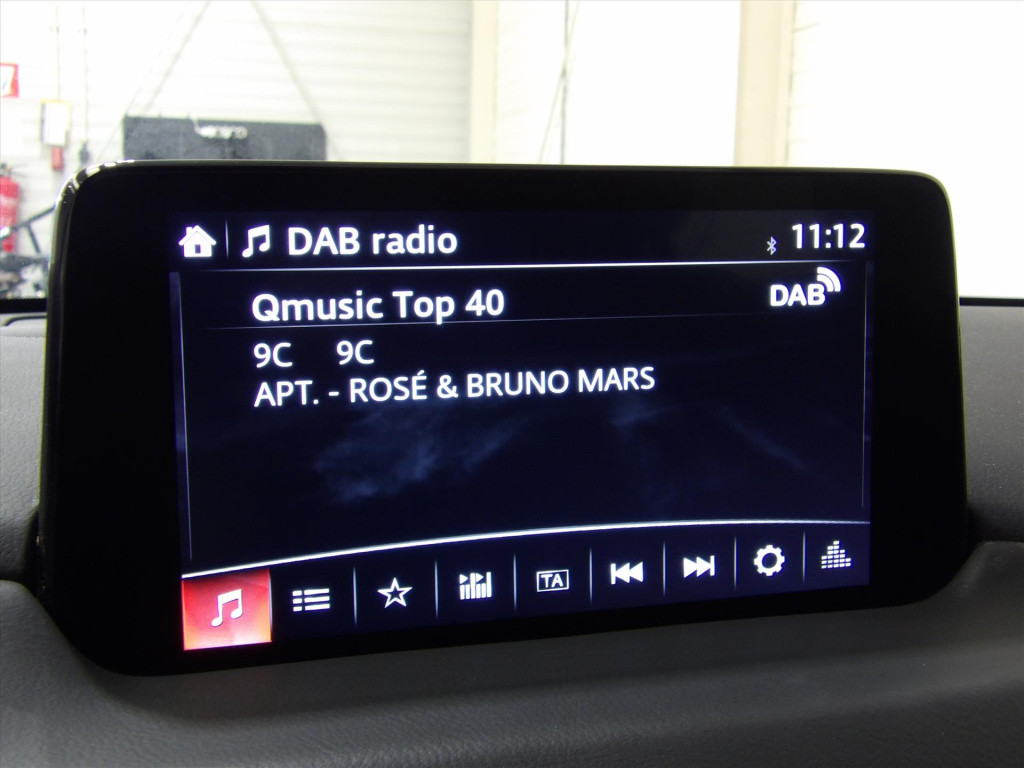 DAB radio 11:12
Qmusic Top 40 DAB
9C 9C
APT. - ROSÉ & BRUNO MARS
TA